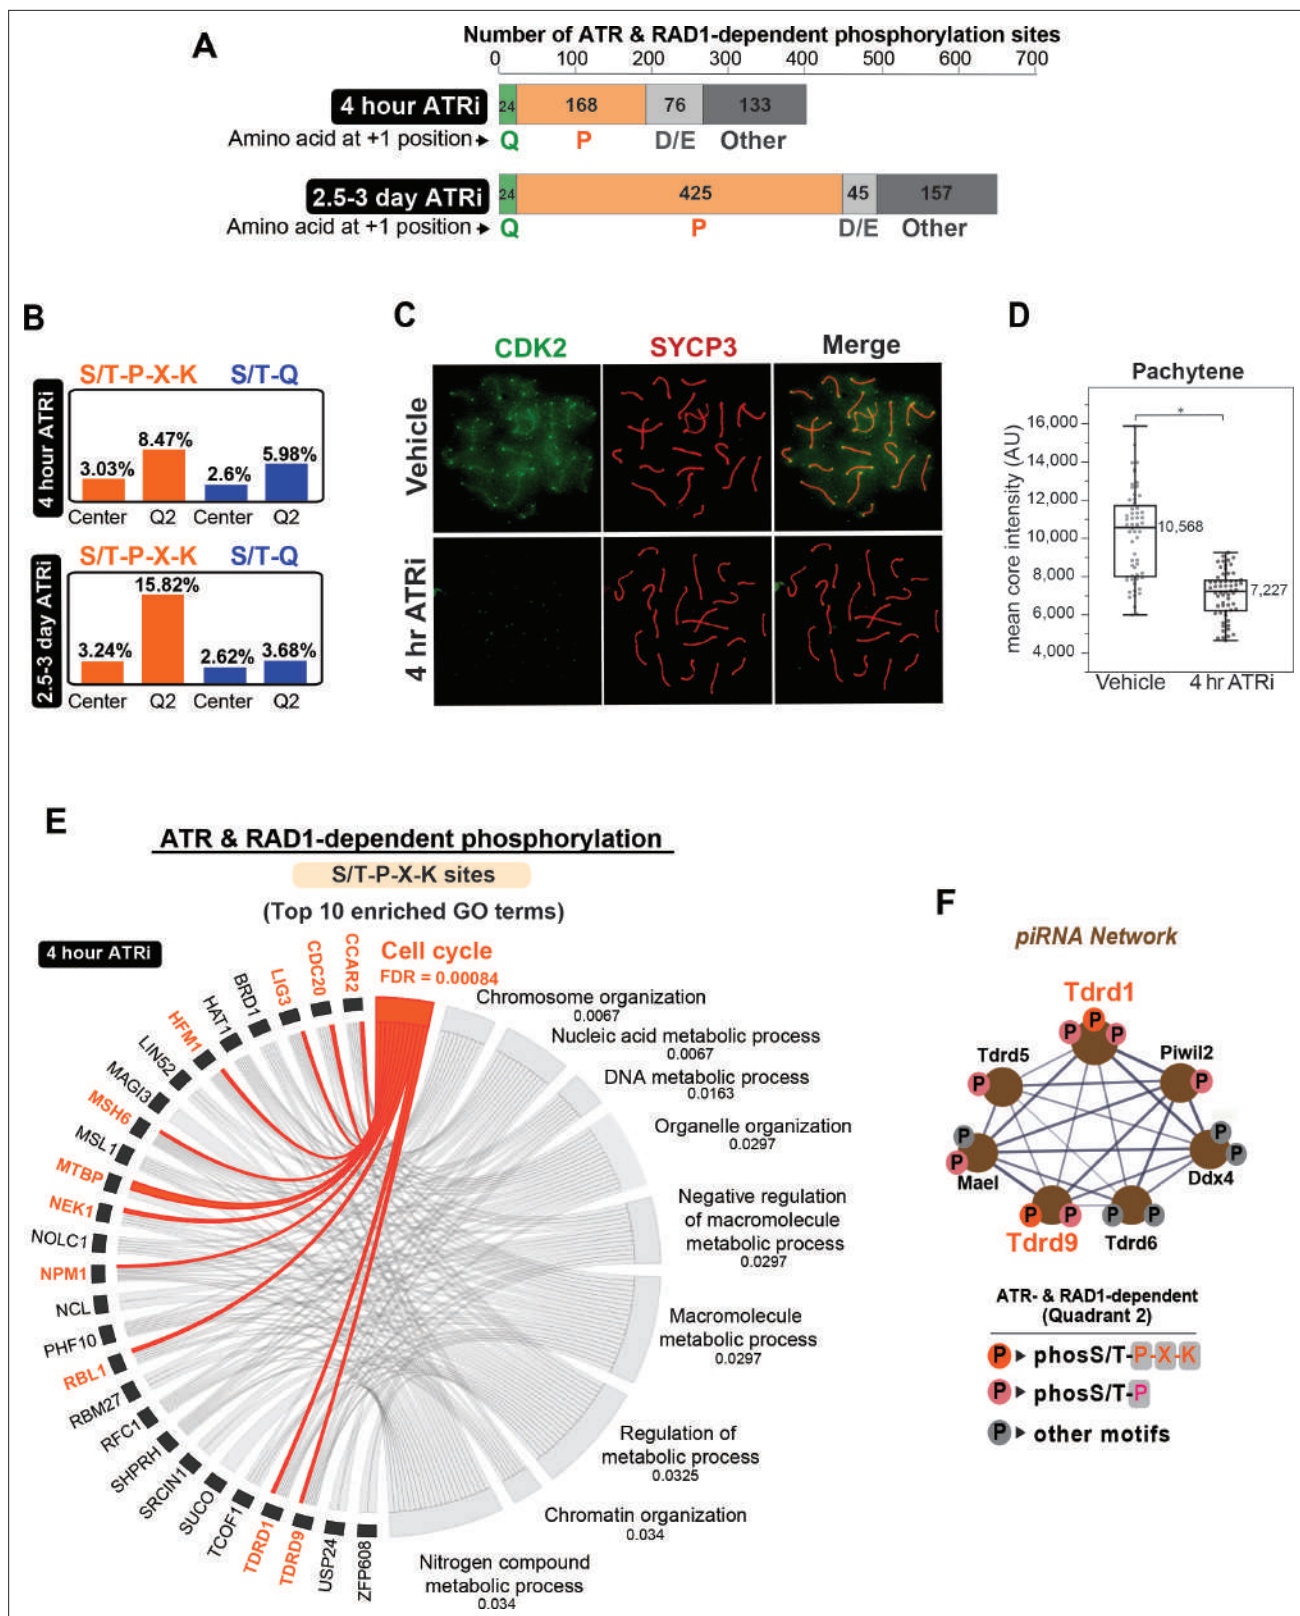 A
Number of ATR & RAD1-dependent phosphorylation sites
0 100 200 300 400 500 600 700
4 hour ATRi
24 168 76 133
Amino acid at +1 position
Q P D/E Other
2.5-3 day ATRi
24 425 45 157
Amino acid at +1 position
Q P D/E Other
B
4 hour ATRi
S/T-P-X-K S/T-Q
3.03% 8.47% 2.6% 5.98%
Center Q2 Center Q2
2.5-3 day ATRi
S/T-P-X-K S/T-Q
3.24% 15.82% 2.62% 3.68%
Center Q2 Center Q2
C
CDK2 SYCP3 Merge
Vehicle
4 hr ATRi
D
Pachytene
mean core intensity (AU)
16,000
14,000
12,000
10,000
8,000
6,000
4,000
*
10,568
7,227
Vehicle 4 hr ATRi
E
ATR & RAD1-dependent phosphorylation
S/T-P-X-K sites
(Top 10 enriched GO terms)
4 hour ATRi
Cell cycle
FDR = 0.00084
Chromosome organization
0.0067
Nucleic acid metabolic process
0.0067
DNA metabolic process
0.0163
Organelle organization
0.0297
Negative regulation
of macromolecule
metabolic process
0.0297
Macromolecule
metabolic process
0.0297
Regulation of
metabolic process
0.0325
Chromatin organization
0.034
Nitrogen compound
metabolic process
0.034
CCAR2
CDC20
LIG3
BRD1
HAT1
HFM1
LIN52
MAGI3
MSH6
MSL1
MTBP
NEK1
NOLC1
NPM1
NCL
PHF10
RBL1
RBM27
RFC1
SHPRH
SRCIN1
SUCO
TCOF1
TDRD1
TDRD9
USP24
ZFP608
F
piRNA Network
Tdrd1
P P P
Tdrd5
P
Piwil2
P
Mael
P P
Ddx4
P P
Tdrd9
P P
Tdrd6
P P
ATR- & RAD1-dependent
(Quadrant 2)
P phosS/T-P-X-K
P phosS/T-P
P other motifs